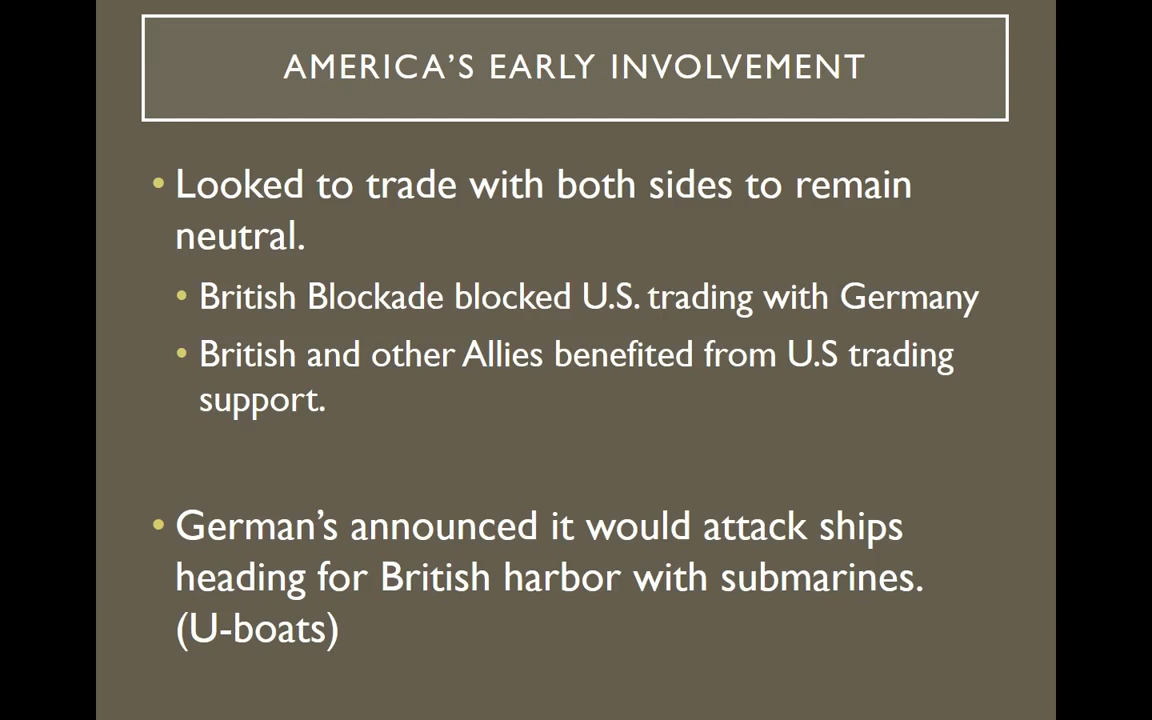 AMERICA'S EARLY INVOLVEMENT
• Looked to trade with both sides to remain
neutral.
• British Blockade blocked U.S. trading with Germany
• British and other Allies benefited from U.S trading
support.
• German's announced it would attack ships
heading for British harbor with submarines.
(U-boats)